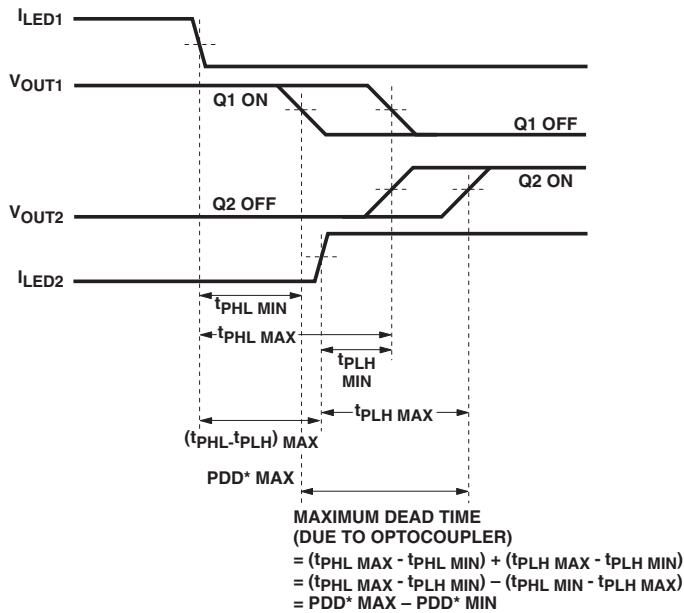 ILED1
VOUT1
Q1 ON
Q1 OFF
Q2 ON
Q2 OFF
VOUT2
ILED2
tPHL MIN
tPHL MAX
tPLH
MIN
tPLH MAX
(tPHL-tPLH) MAX
PDD* MAX
MAXIMUM DEAD TIME
(DUE TO OPTOCOUPLER)
= (tPHL MAX - tPHL MIN) + (tPLH MAX - tPLH MIN)
= (tPHL MAX - tPLH MIN) – (tPHL MIN - tPLH MAX)
= PDD* MAX – PDD* MIN